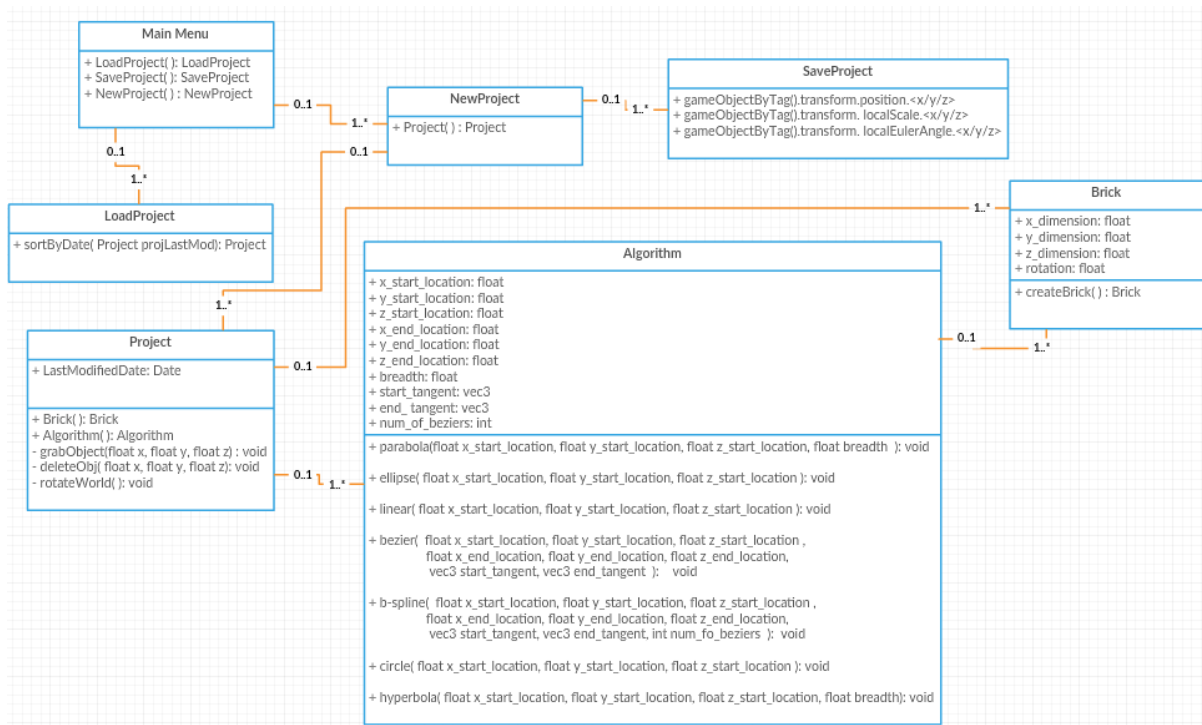 Main Menu
+ LoadProject( ): LoadProject
+ SaveProject( ): SaveProject
+ NewProject( ) : NewProject
0..1
1..*
0..1
1..*
NewProject
+ Project( ) : Project
0..1
1..*
SaveProject
+ gameObjectByTag().transform.position.<x/y/z>
+ gameObjectByTag().transform. localScale.<x/y/z>
+ gameObjectByTag().transform. localEulerAngle.<x/y/z>
LoadProject
+ sortByDate( Project projLastMod): Project
0..1
1..*
Project
+ LastModifiedDate: Date
+ Brick( ): Brick
+ Algorithm( ): Algorithm
- grabObject(float x, float y, float z) : void
- deleteObj( float x, float y, float z): void
- rotateWorld( ): void
0..1
1..*
0..1
1..*
Brick
+ x_dimension: float
+ y_dimension: float
+ z_dimension: float
+ rotation: float
+ createBrick( ) : Brick
0..1
1..*
Algorithm
+ x_start_location: float
+ y_start_location: float
+ z_start_location: float
+ x_end_location: float
+ y_end_location: float
+ z_end_location: float
+ breadth: float
+ start_tangent: vec3
+ end_ tangent: vec3
+ num_of_beziers: int
+ parabola(float x_start_location, float y_start_location, float z_start_location, float breadth ): void
+ ellipse( float x_start_location, float y_start_location, float z_start_location ): void
+ linear( float x_start_location, float y_start_location, float z_start_location ): void
+ bezier( float x_start_location, float y_start_location, float z_start_location ,
float x_end_location, float y_end_location, float z_end_location,
vec3 start_tangent, vec3 end_tangent ): void
+ b-spline( float x_start_location, float y_start_location, float z_start_location ,
float x_end_location, float y_end_location, float z_end_location,
vec3 start_tangent, vec3 end_tangent, int num_fo_beziers ): void
+ circle( float x_start_location, float y_start_location, float z_start_location ): void
+ hyperbola( float x_start_location, float y_start_location, float z_start_location, float breadth): void